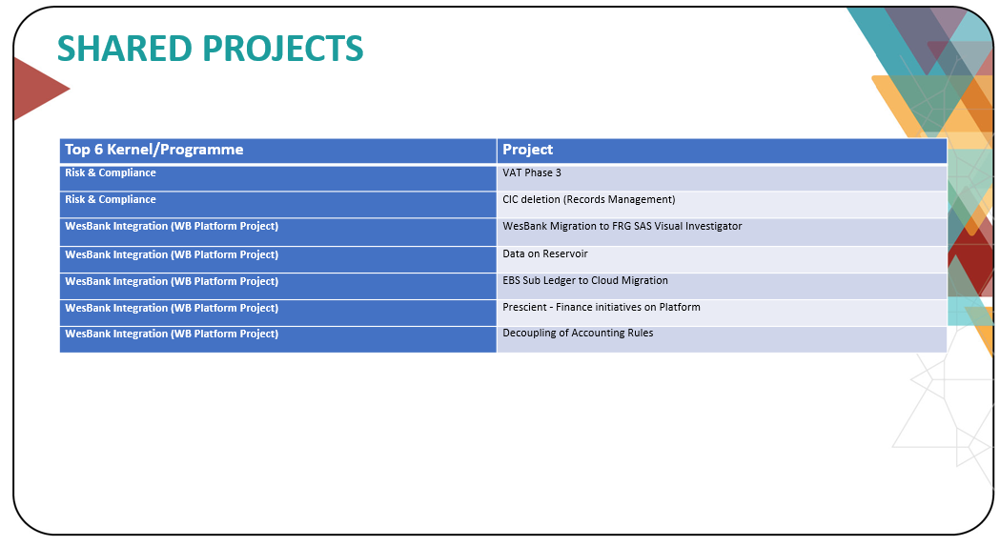 SHARED PROJECTS
Top 6 Kernel/Programme Project
Risk & Compliance VAT Phase 3
Risk & Compliance CIC deletion (Records Management)
WesBank Integration (WB Platform Project) WesBank Migration to FRG SAS Visual Investigator
WesBank Integration (WB Platform Project) Data on Reservoir
WesBank Integration (WB Platform Project) EBS Sub Ledger to Cloud Migration
WesBank Integration (WB Platform Project) Prescient - Finance initiatives on Platform
WesBank Integration (WB Platform Project) Decoupling of Accounting Rules